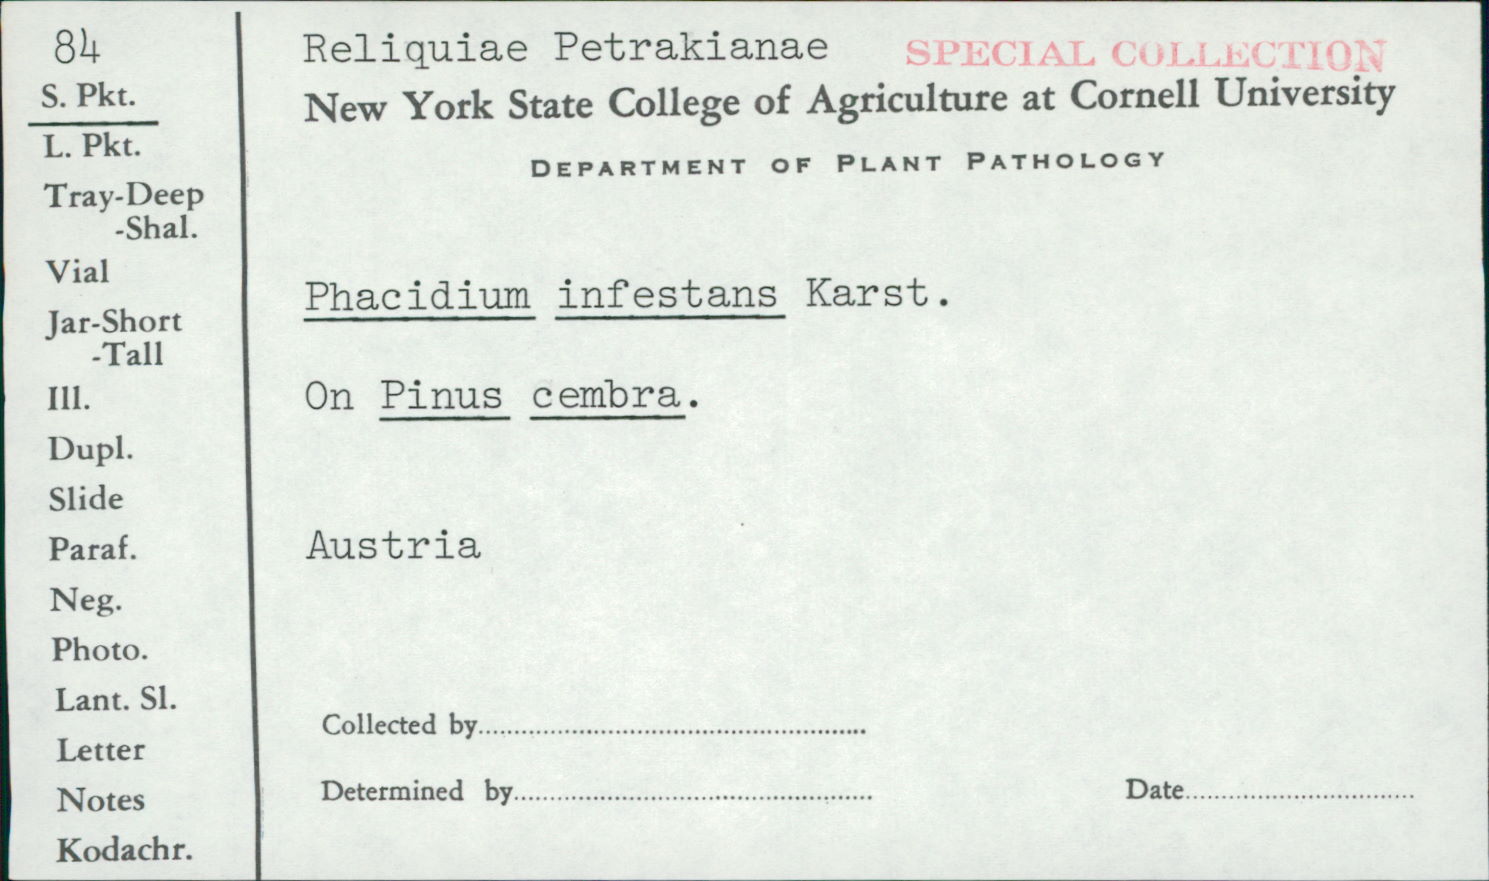 84
S. Pkt.
L. Pkt.
Tray-Deep
-Shal.
Vial
Jar-Short
-Tall
Ill.
Dupl.
Slide
Paraf.
Neg.
Photo.
Lant. Sl.
Letter
Notes
Kodachr.
Reliquiae Petrakianae SPECIAL COLLECTION
New York State College of Agriculture at Cornell University
DEPARTMENT OF PLANT PATHOLOGY
Phacidium infestans Karst.
On Pinus cembra.
Austria
Collected by
Determined by
Date